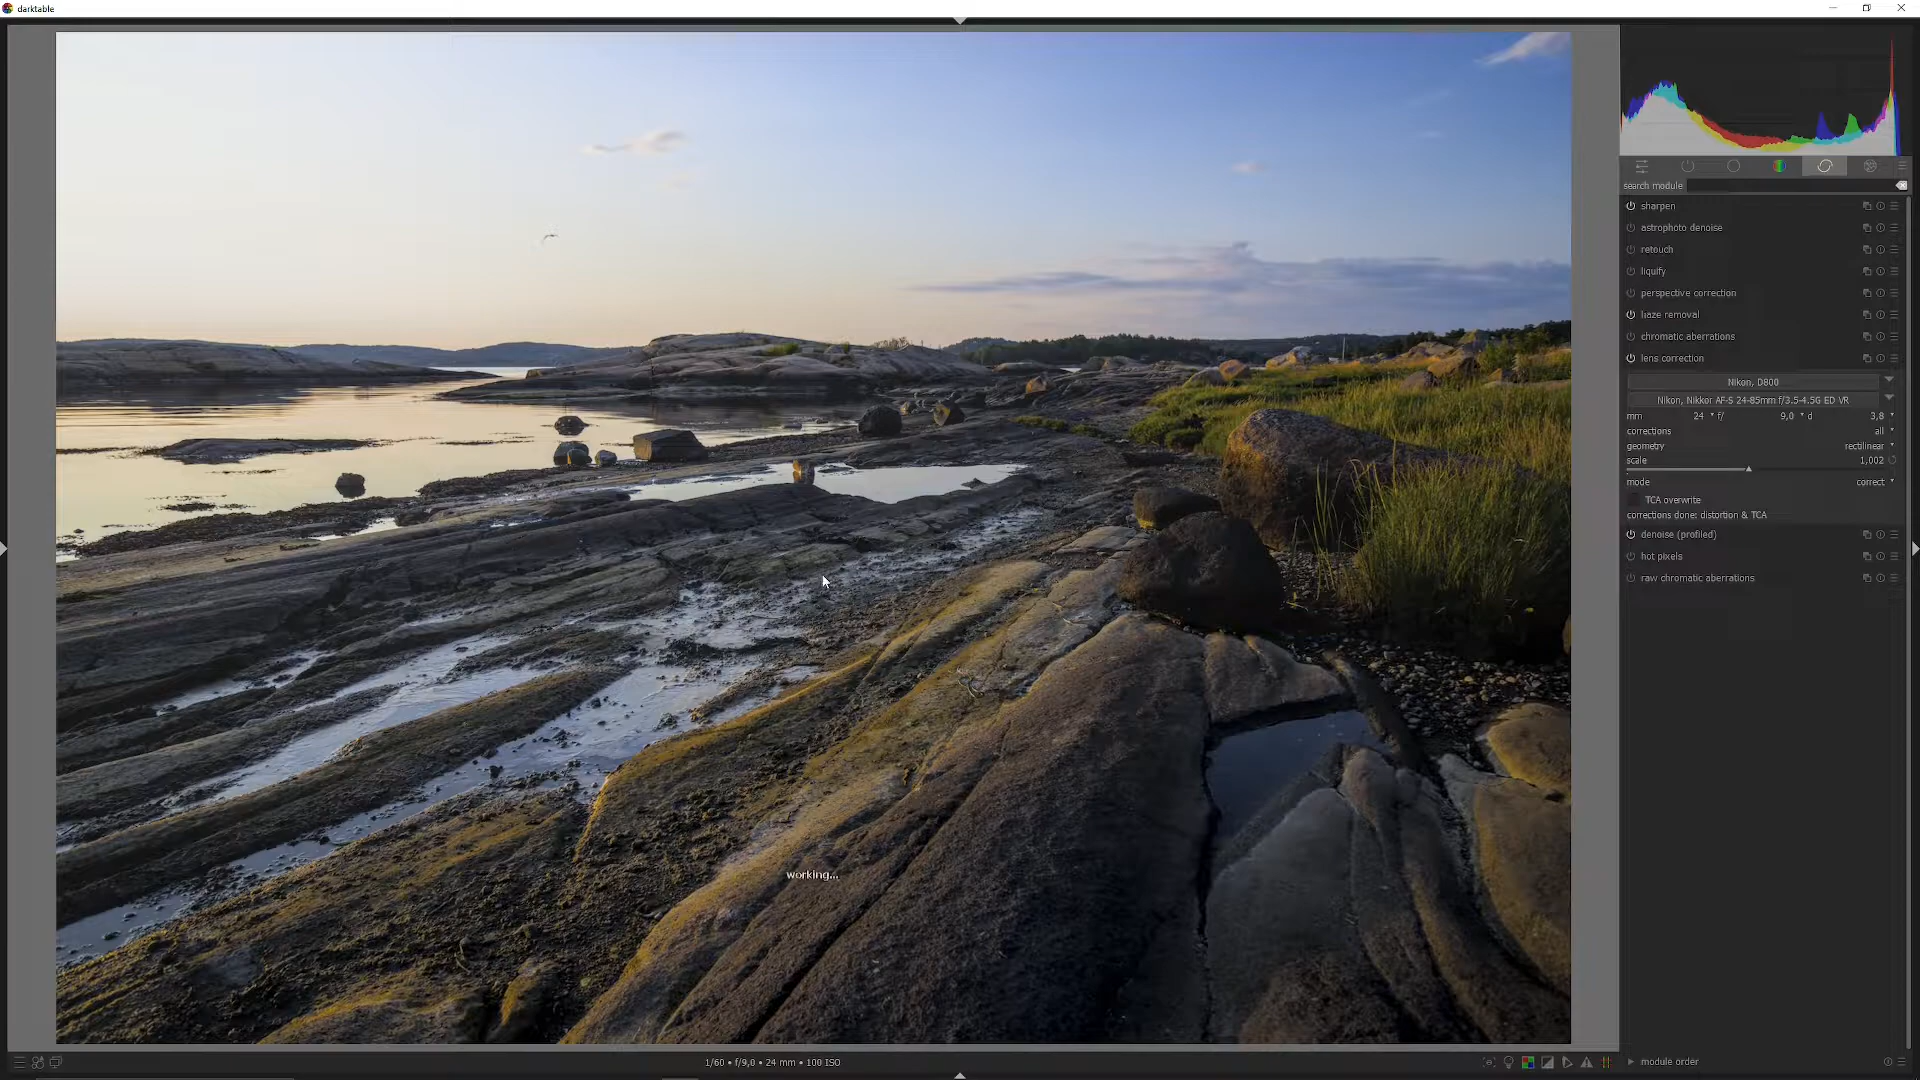 darktable
search module
sharpen
astrophoto denoise
retouch
liquify
perspective correction
haze removal
chromatic aberrations
lens correction
Nikon, D800
Nikon, Nikkor AF-S 24-85mm f/3.5-4.5G ED VR
mm 24 f/ 9,0 d 3,8
corrections all
geometry rectilinear
scale 1,002
mode correct
TCA overwrite
corrections done: distortion & TCA
denoise (profiled)
hot pixels
raw chromatic aberrations
working...
1/60 • f/9,0 • 24 mm • 100 ISO
module order